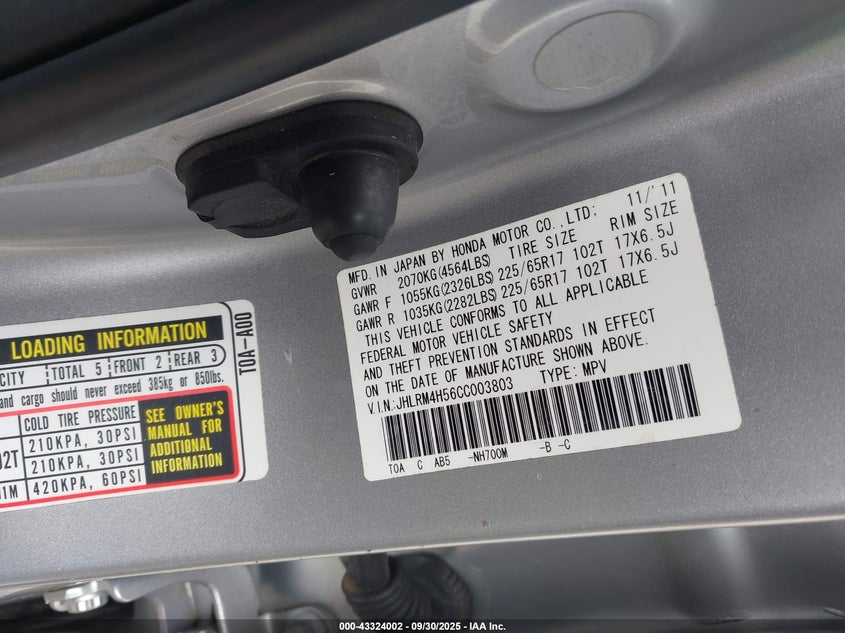 MFD. IN JAPAN BY HONDA MOTOR CO., LTD; 11/'11
GVWR 2070KG(4564LBS) TIRE SIZE RIM SIZE
GAWR F 1055KG(2326LBS) 225/65R17 102T 17X6.5J
GAWR R 1035KG(2282LBS) 225/65R17 102T 17X6.5J
THIS VEHICLE CONFORMS TO ALL APPLICABLE
FEDERAL MOTOR VEHICLE SAFETY
AND THEFT PREVENTION STANDARDS IN EFFECT
ON THE DATE OF MANUFACTURE SHOWN ABOVE.
V.I.N.:JHLRM4H56CC003803 TYPE: MPV
T0A C AB5 -NH700M -B -C
LOADING INFORMATION
CITY TOTAL 5 FRONT 2 REAR 3
and cargo should never exceed 385kg or 850lbs.
COLD TIRE PRESSURE
02T 210KPA, 30PSI
210KPA, 30PSI
1M 420KPA, 60PSI
SEE OWNER'S
MANUAL FOR
ADDITIONAL
INFORMATION
T0A-A00
000-43324002 - 09/30/2025 - IAA Inc.